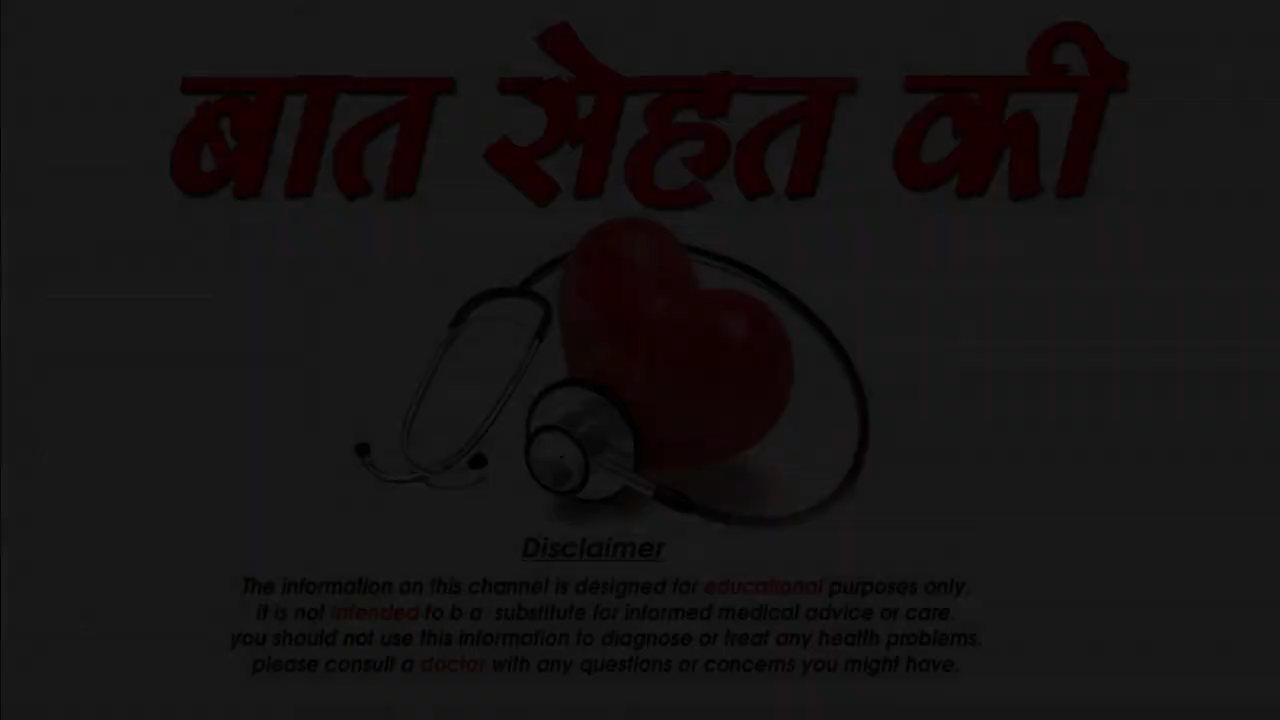 बात सेहत की
Disclaimer
The information on this channel is designed for educational purposes only.
it is not intended to b a substitute for informed medical advice or care.
you should not use this information to diagnose or treat any health problems.
please consult a doctor with any questions or concerns you might have.